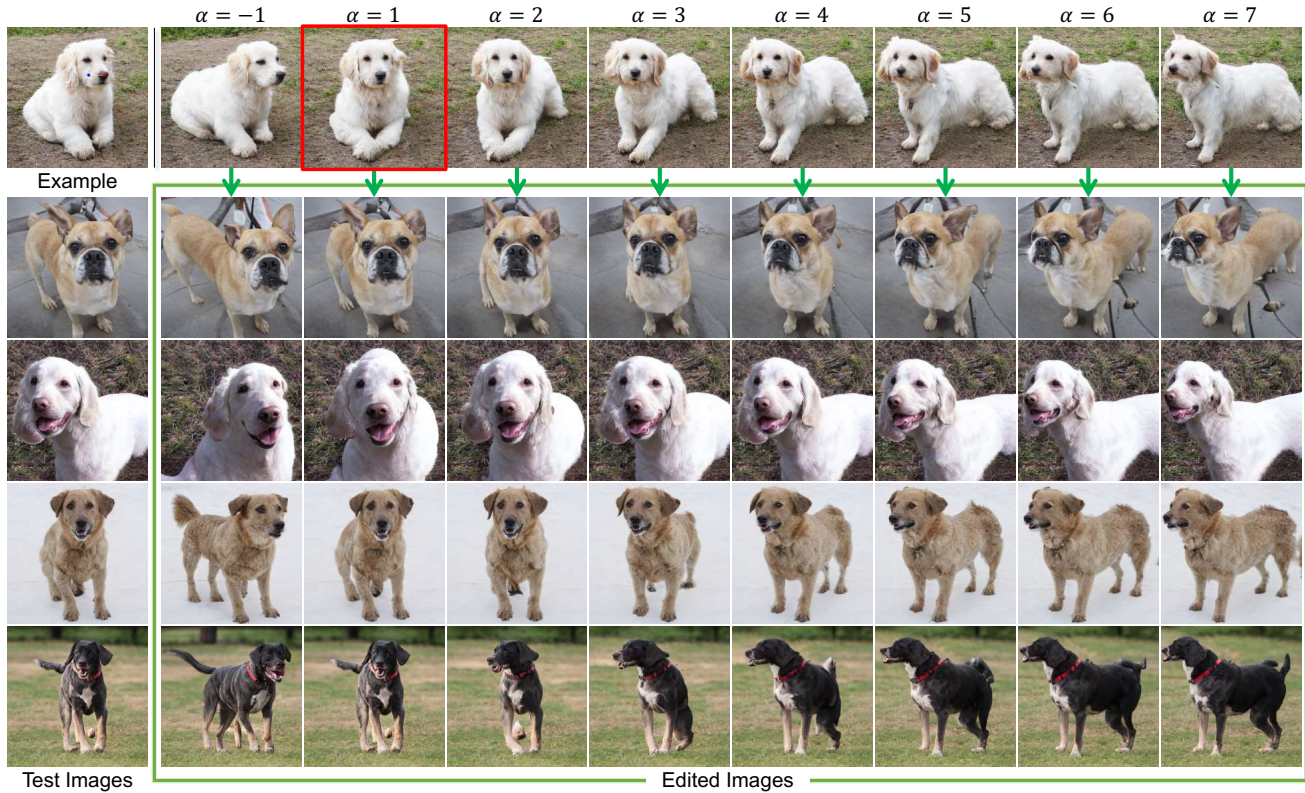 α = −1
α = 1
α = 2
α = 3
α = 4
α = 5
α = 6
α = 7
Example
Test Images
Edited Images